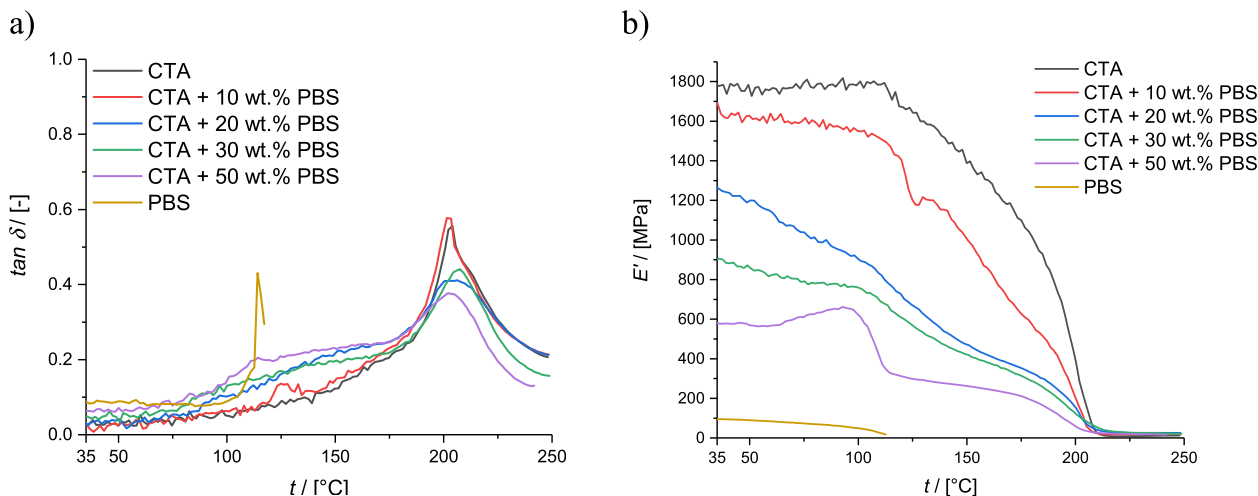 a)
1.0
0.8
0.6
0.4
0.2
0.0
tan δ / [-]
CTA
CTA + 10 wt.% PBS
CTA + 20 wt.% PBS
CTA + 30 wt.% PBS
CTA + 50 wt.% PBS
PBS
35 50 100 150 200 250
t / [°C]
b)
1800
1600
1400
1200
1000
800
600
400
200
0
E' / [MPa]
CTA
CTA + 10 wt.% PBS
CTA + 20 wt.% PBS
CTA + 30 wt.% PBS
CTA + 50 wt.% PBS
PBS
35 50 100 150 200 250
t / [°C]